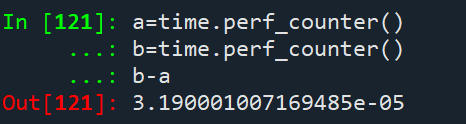 In [121]: a=time.perf_counter()
     ...: b=time.perf_counter()
     ...: b-a
Out[121]: 3.190001007169485e-05